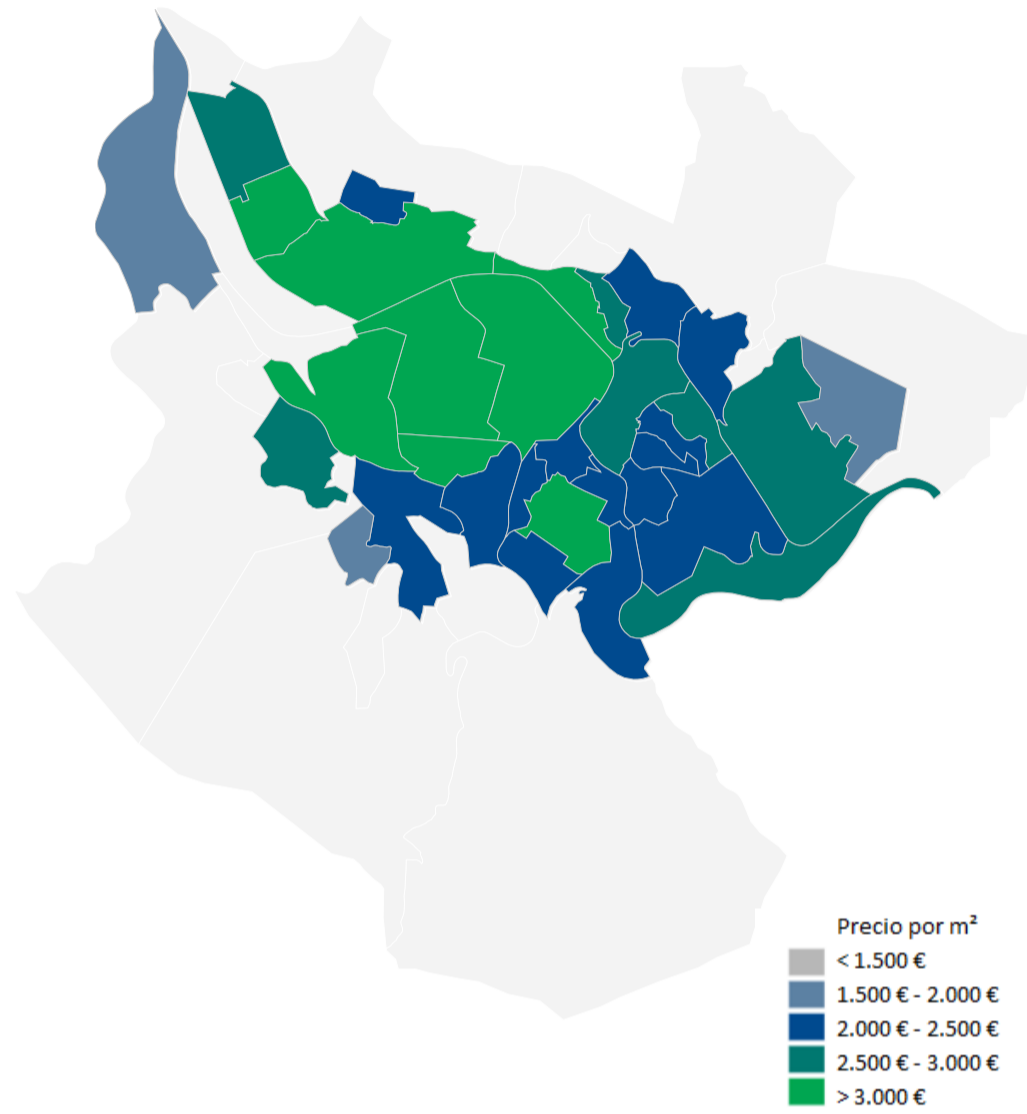 Precio por m²
< 1.500 €
1.500 € - 2.000 €
2.000 € - 2.500 €
2.500 € - 3.000 €
> 3.000 €